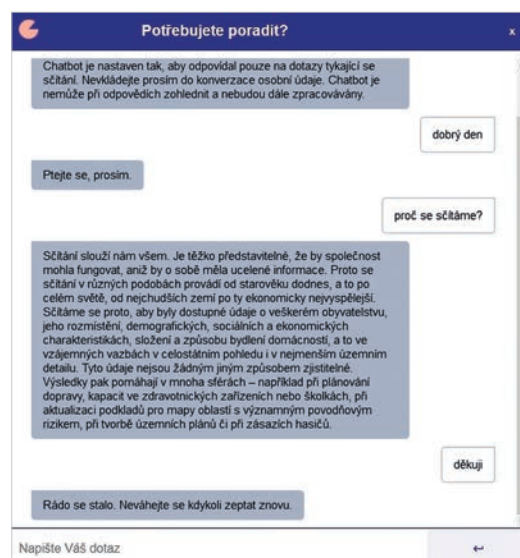 Potřebujete poradit?
x
Chatbot je nastaven tak, aby odpovídal pouze na dotazy týkající se
sčítání. Nevkládejte prosím do konverzace osobní údaje. Chatbot je
nemůže při odpovědích zohlednit a nebudou dále zpracovávány.
dobrý den
Ptejte se, prosím.
proč se sčítáme?
Sčítání slouží nám všem. Je těžko představitelné, že by společnost
mohla fungovat, aniž by o sobě měla ucelené informace. Proto se
sčítání v různých podobách provádí od starověku dodnes, a to po
celém světě, od nejchudších zemí po ty ekonomicky nejvyspělejší.
Sčítáme se proto, aby byly dostupné údaje o veškerém obyvatelstvu,
jeho rozmístění, demografických, sociálních a ekonomických
charakteristikách, složení a způsobu bydlení domácností, a to ve
vzájemných vazbách v celostátním pohledu i v nejmenším územním
detailu. Tyto údaje nejsou žádným jiným způsobem zjistitelné.
Výsledky pak pomáhají v mnoha sférách – například při plánování
dopravy, kapacit ve zdravotnických zařízeních nebo školkách, při
aktualizaci podkladů pro mapy oblastí s významným povodňovým
rizikem, při tvorbě územních plánů či při zásazích hasičů.
děkuji
Rádo se stalo. Neváhejte se kdykoli zeptat znovu.
Napište Váš dotaz